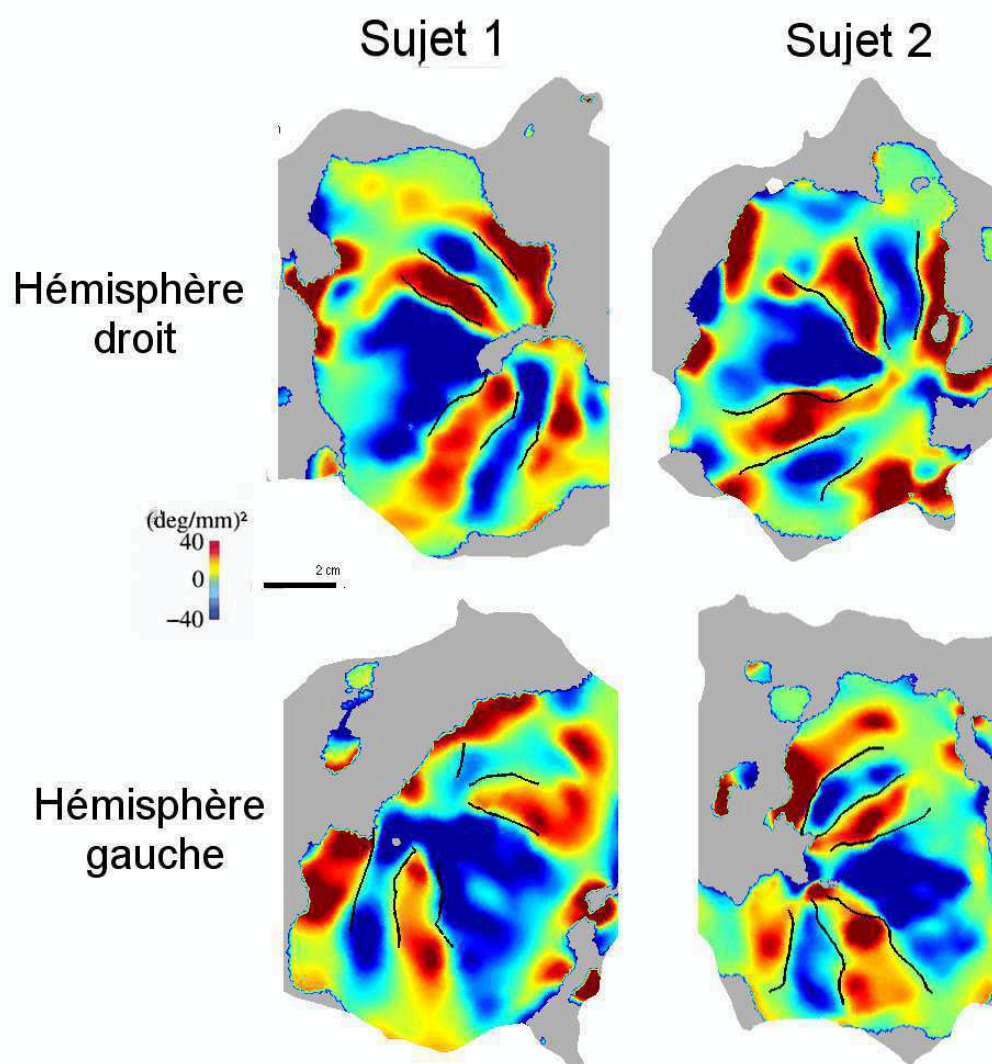 Sujet 1
Sujet 2
Hémisphère
droit
(deg/mm)²
40
0
−40
2 cm
Hémisphère
gauche